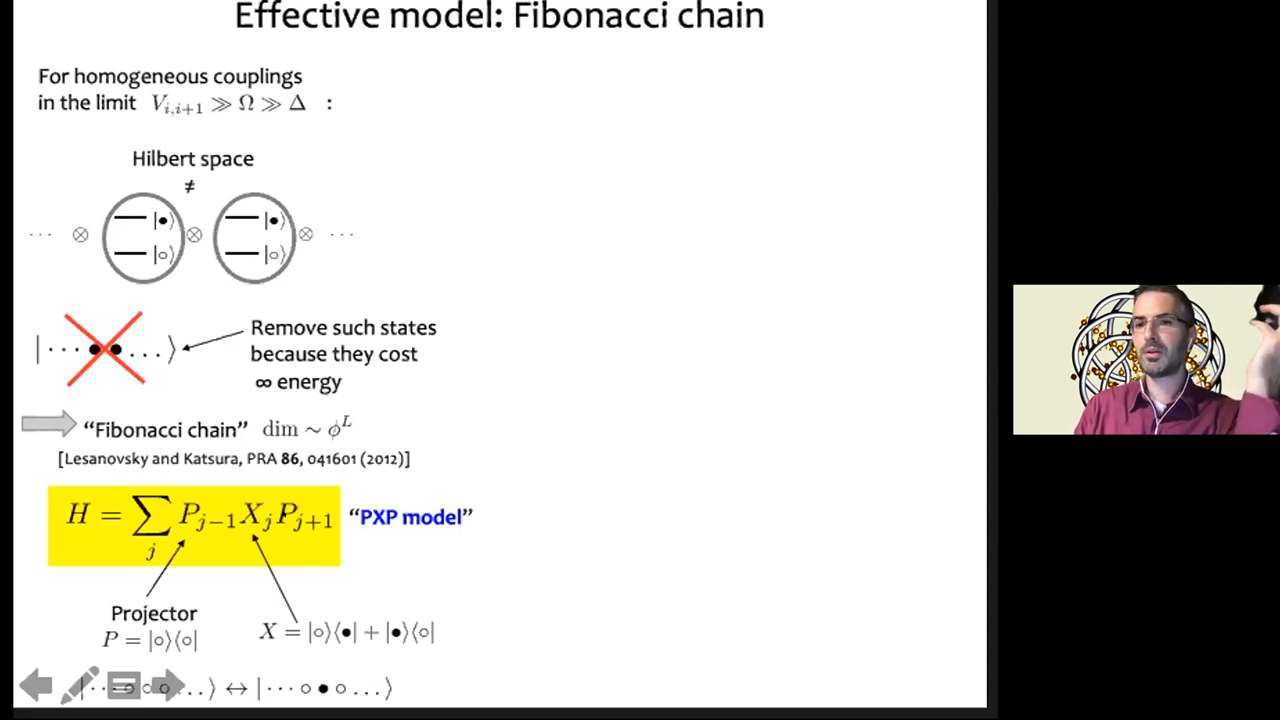 Effective model: Fibonacci chain
For homogeneous couplings
in the limit V_{i,i+1} ≫ Ω ≫ Δ :
Hilbert space
≠
··· ⊗ |●⟩ ⊗ |●⟩ ⊗ ···
|○⟩ |○⟩
|···●●...⟩
Remove such states
because they cost
∞ energy
“Fibonacci chain” dim ∼ ϕ^L
[Lesanovsky and Katsura, PRA 86, 041601 (2012)]
H = ∑_j P_{j−1} X_j P_{j+1} “PXP model”
Projector
P = |○⟩⟨○|
X = |○⟩⟨●| + |●⟩⟨○|
|···○○○...⟩ ↔ |···○●○...⟩